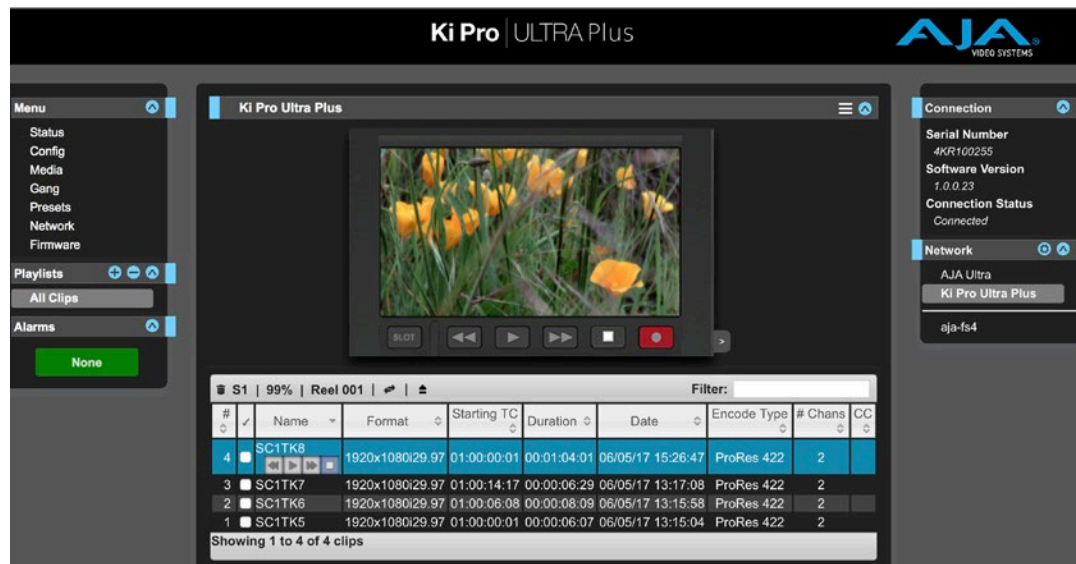 Ki Pro | ULTRA Plus
AJA®
VIDEO SYSTEMS
Menu
Status
Config
Media
Gang
Presets
Network
Firmware
Playlists
All Clips
Alarms
None
Ki Pro Ultra Plus
SLOT
>
S1 | 99% | Reel 001 | |
Filter:
# ✓ Name Format Starting TC Duration Date Encode Type # Chans CC
4 SC1TK8 1920x1080i29.97 01:00:00:01 00:01:04:01 06/05/17 15:26:47 ProRes 422 2
3 SC1TK7 1920x1080i29.97 01:00:14:17 00:00:06:29 06/05/17 13:17:08 ProRes 422 2
2 SC1TK6 1920x1080i29.97 01:00:06:08 00:00:08:09 06/05/17 13:15:58 ProRes 422 2
1 SC1TK5 1920x1080i29.97 01:00:00:01 00:00:06:07 06/05/17 13:15:04 ProRes 422 2
Showing 1 to 4 of 4 clips
Connection
Serial Number
4KR100255
Software Version
1.0.0.23
Connection Status
Connected
Network
AJA Ultra
Ki Pro Ultra Plus
aja-fs4